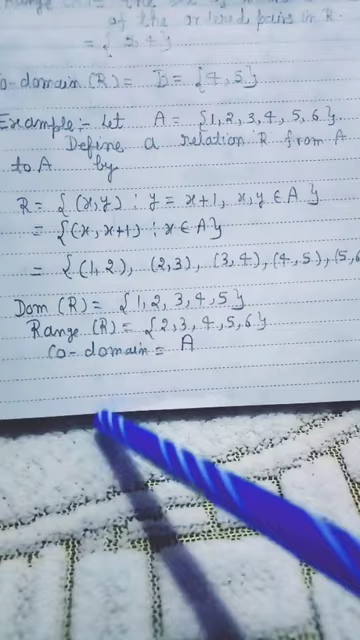 of the ordered pairs in R.
= { 5, 4 }
Co-domain (R) = B = { 4, 5 }
Example:- Let A = {1, 2, 3, 4, 5, 6}
Define a relation R from A
to A by
R = { (x, y) : y = x+1, x, y ∈ A }
= {(x, x+1) : x ∈ A}
= {(1, 2), (2, 3), (3, 4), (4, 5), (5, 6
Dom (R) = {1, 2, 3, 4, 5}
Range (R) = {2, 3, 4, 5, 6}
Co-domain = A